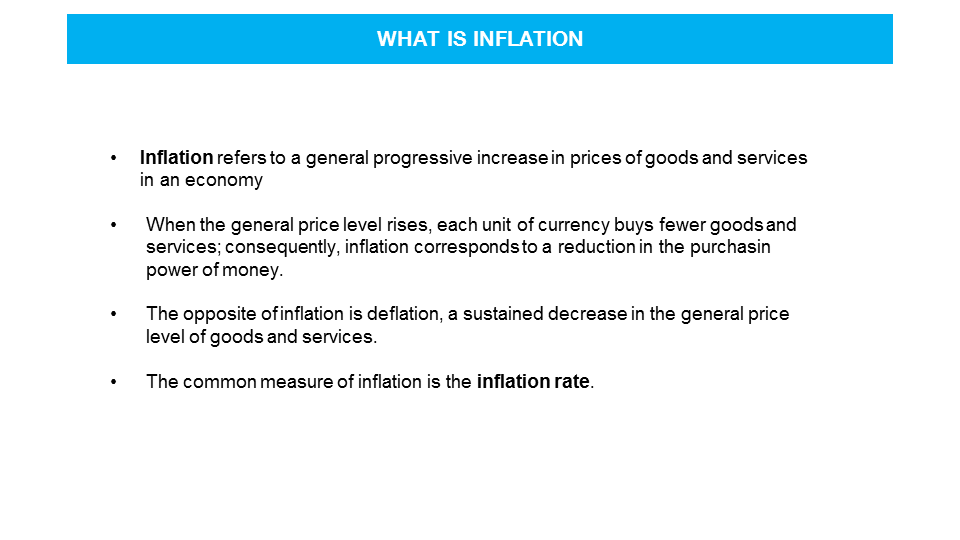 WHAT IS INFLATION
• Inflation refers to a general progressive increase in prices of goods and services
in an economy
• When the general price level rises, each unit of currency buys fewer goods and
services; consequently, inflation corresponds to a reduction in the purchasin
power of money.
• The opposite of inflation is deflation, a sustained decrease in the general price
level of goods and services.
• The common measure of inflation is the inflation rate.